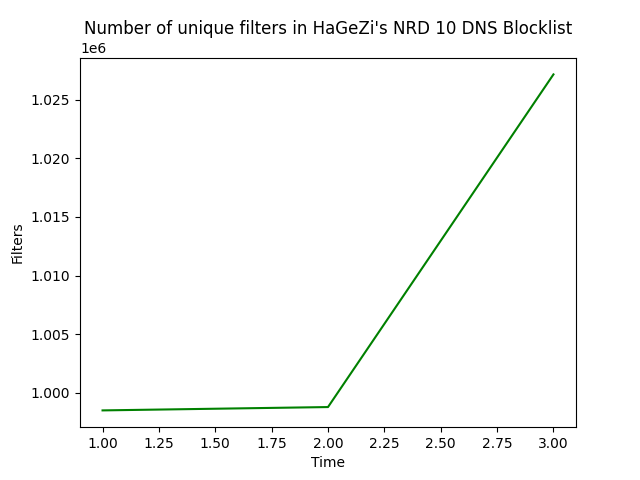 Number of unique filters in HaGeZi's NRD 10 DNS Blocklist
1e6
1.025
1.020
1.015
1.010
1.005
1.000
Filters
1.00 1.25 1.50 1.75 2.00 2.25 2.50 2.75 3.00
Time